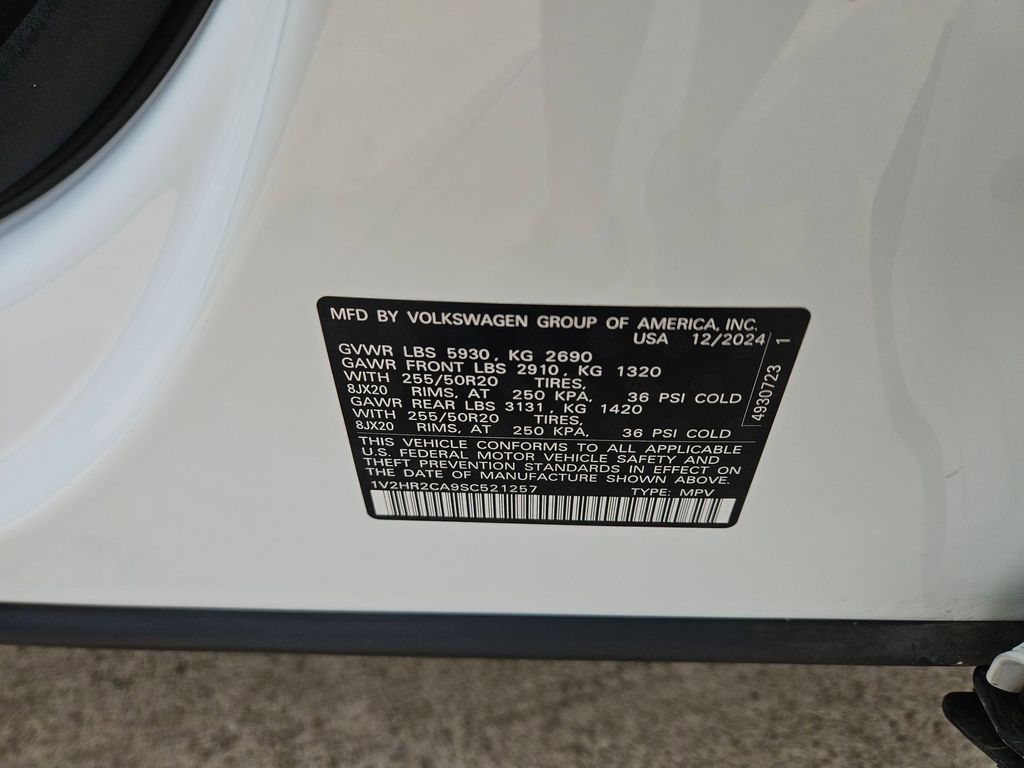 MFD BY VOLKSWAGEN GROUP OF AMERICA, INC.
USA 12/2024
GVWR LBS 5930, KG 2690
GAWR FRONT LBS 2910, KG 1320
WITH 255/50R20 TIRES,
8JX20 RIMS, AT 250 KPA, 36 PSI COLD
GAWR REAR LBS 3131, KG 1420
WITH 255/50R20 TIRES,
8JX20 RIMS, AT 250 KPA, 36 PSI COLD
4930723 1
THIS VEHICLE CONFORMS TO ALL APPLICABLE
U.S. FEDERAL MOTOR VEHICLE SAFETY AND
THEFT PREVENTION STANDARDS IN EFFECT ON
THE DATE OF MANUFACTURE SHOWN ABOVE.
1V2HR2CA9SC521257 TYPE: MPV